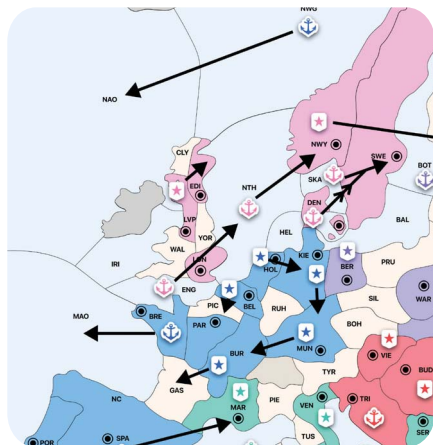 NWG
NAO
CLY
NWY
SWE
SKA
BOT
EDI
NTH
DEN
LVP
YOR
HEL
BAL
WAL
IRI
LDN
HOL
KIE
BER
PRU
ENG
PIC
BEL
RUH
SIL
WAR
MAO
BRE
PAR
BOH
BUR
MUN
VIE
TYR
BUD
GAS
NC
MAR
PIE
VEN
TRI
POR
SPA
TUS
SER